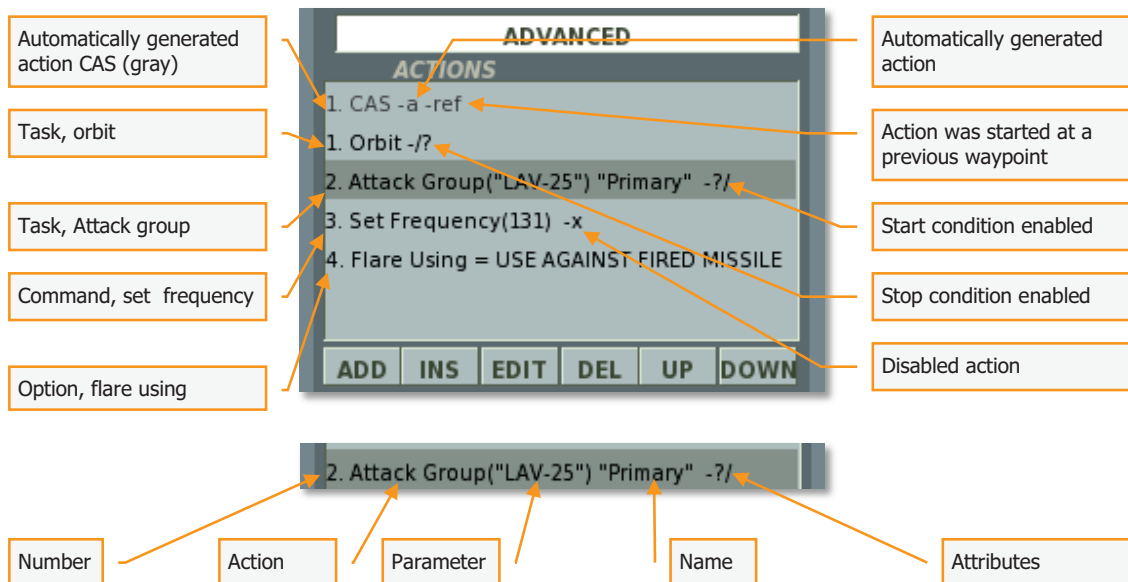 Automatically generated
action CAS (gray)
Task, orbit
Task, Attack group
Command, set frequency
Option, flare using
ADVANCED
ACTIONS
1. CAS -a -ref
1. Orbit -/?
2. Attack Group("LAV-25") "Primary" -?/
3. Set Frequency(131) -x
4. Flare Using = USE AGAINST FIRED MISSILE
ADD INS EDIT DEL UP DOWN
Automatically generated
action
Action was started at a
previous waypoint
Start condition enabled
Stop condition enabled
Disabled action
2. Attack Group("LAV-25") "Primary" -?/
Number
Action
Parameter
Name
Attributes